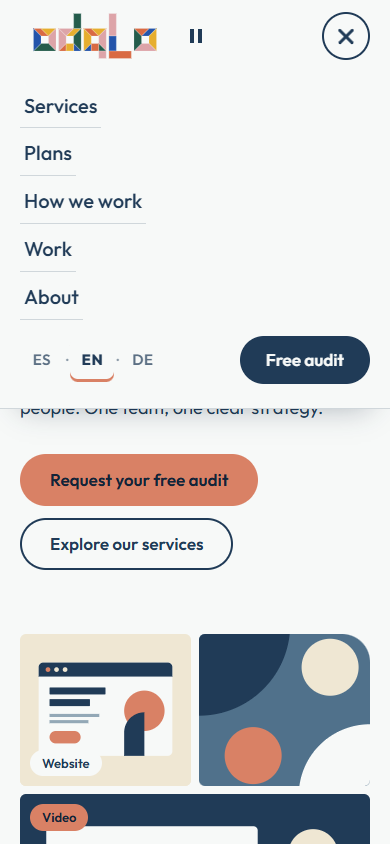 odaLo
Services
Plans
How we work
Work
About
ES · EN · DE
Free audit
people. One team, one clear strategy.
Request your free audit
Explore our services
Website
Video